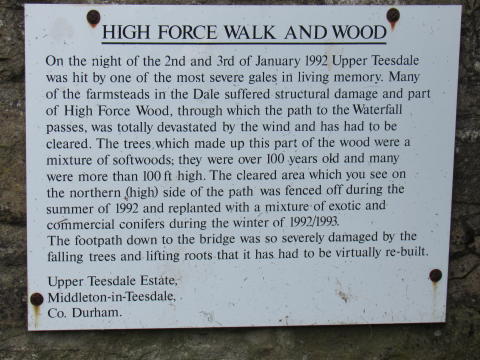 HIGH FORCE WALK AND WOOD
On the night of the 2nd and 3rd of January 1992 Upper Teesdale
was hit by one of the most severe gales in living memory. Many
of the farmsteads in the Dale suffered structural damage and part
of High Force Wood, through which the path to the Waterfall
passes, was totally devastated by the wind and has had to be
cleared. The trees which made up this part of the wood were a
mixture of softwoods; they were over 100 years old and many
were more than 100 ft high. The cleared area which you see on
the northern (high) side of the path was fenced off during the
summer of 1992 and replanted with a mixture of exotic and
commercial conifers during the winter of 1992/1993.
The footpath down to the bridge was so severely damaged by the
falling trees and lifting roots that it has had to be virtually re-built.
Upper Teesdale Estate,
Middleton-in-Teesdale,
Co. Durham.